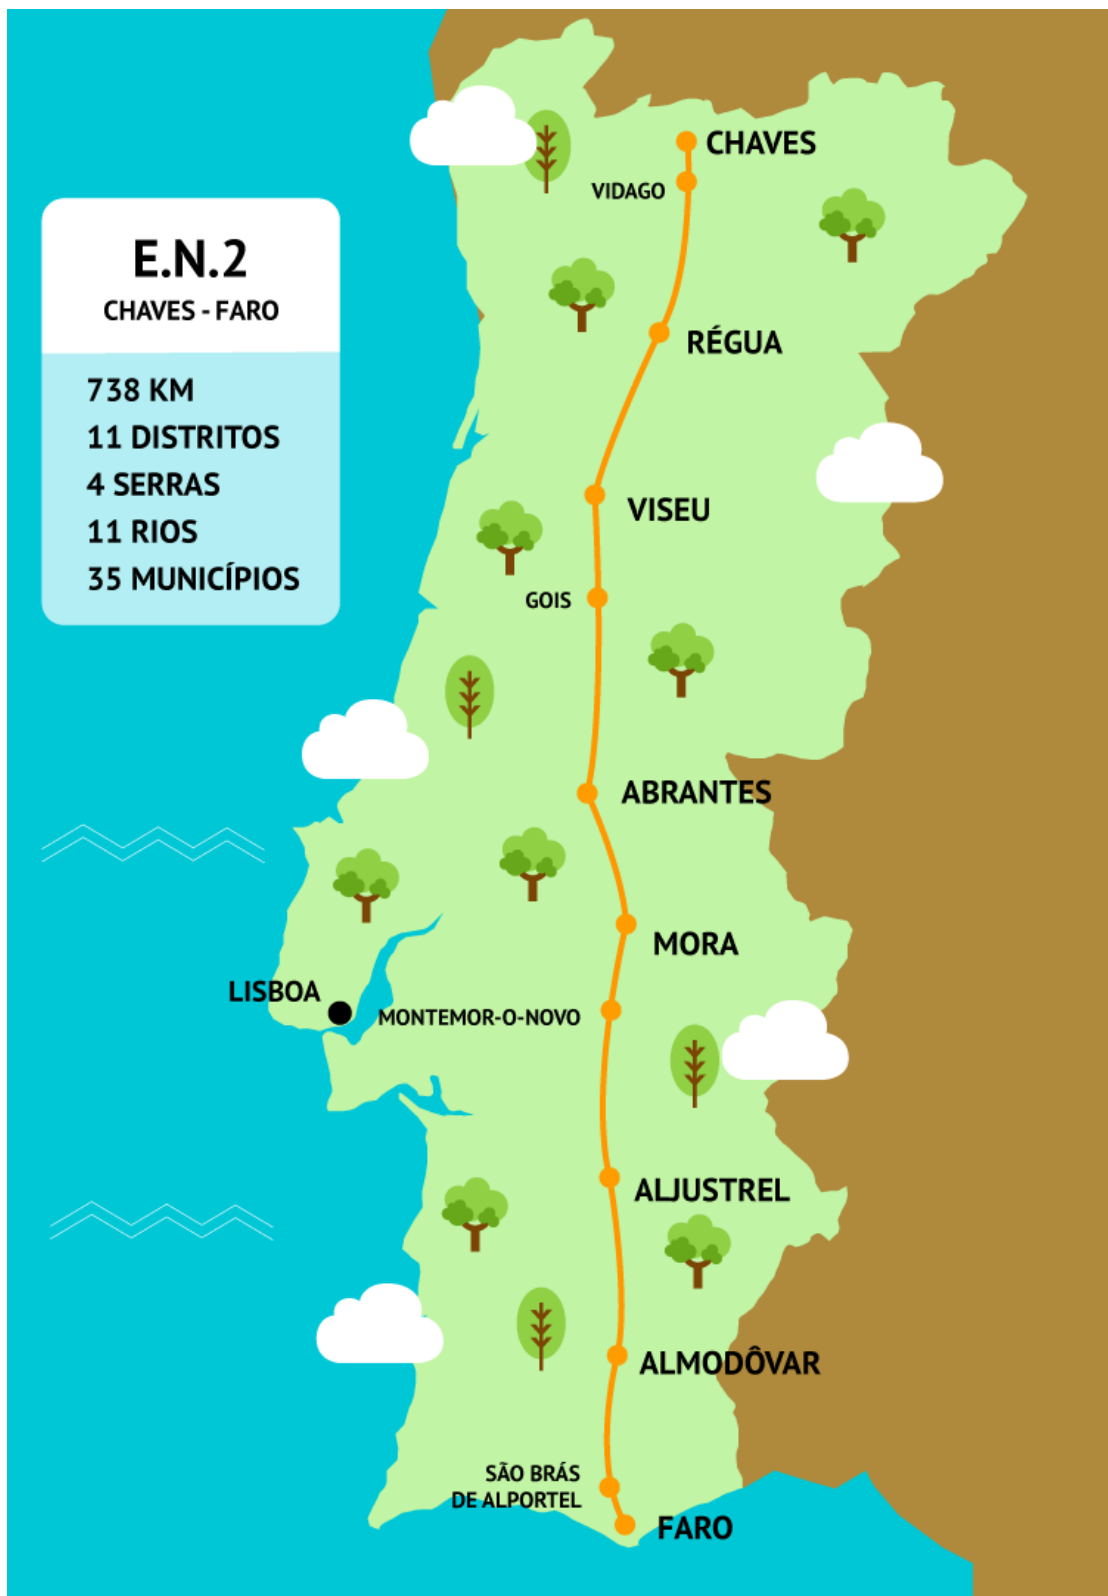 E.N.2
CHAVES - FARO
738 KM
11 DISTRITOS
4 SERRAS
11 RIOS
35 MUNICÍPIOS
CHAVES
VIDAGO
RÉGUA
VISEU
GOIS
ABRANTES
MORA
LISBOA
MONTEMOR-O-NOVO
ALJUSTREL
ALMODÔVAR
SÃO BRÁS
DE ALPORTEL
FARO